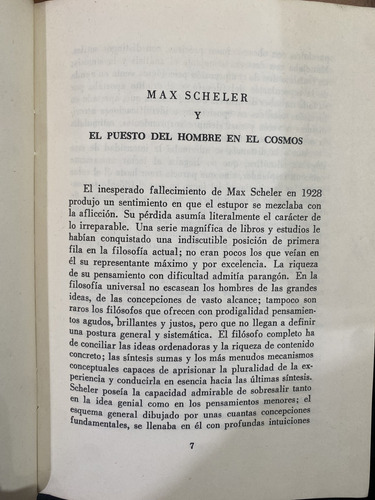 MAX SCHELER
Y
EL PUESTO DEL HOMBRE EN EL COSMOS
El inesperado fallecimiento de Max Scheler en 1928
produjo un sentimiento en que el estupor se mezclaba con
la aflicción. Su pérdida asumía literalmente el carácter de
lo irreparable. Una serie magnífica de libros y estudios le
habían conquistado una indiscutible posición de primera
fila en la filosofía actual; no eran pocos los que veían en
él su representante máximo y por excelencia. La riqueza
de su pensamiento con dificultad admitía parangón. En la
filosofía universal no escasean los hombres de las grandes
ideas, de las concepciones de vasto alcance; tampoco son
raros los filósofos que ofrecen con prodigalidad pensamien-
tos agudos, brillantes y justos, pero que no llegan a definir
una postura general y sistemática. El filósofo completo ha
de conciliar las ideas ordenadoras y la riqueza de contenido
concreto; las síntesis sumas y los más menudos mecanismos
conceptuales capaces de aprisionar la pluralidad de la ex-
periencia y conducirla en esencia hacia las últimas síntesis.
Scheler poseía la capacidad admirable de sobresalir tanto
en la idea genial como en los pensamientos menores; el
esquema general dibujado por unas cuantas concepciones
fundamentales, se llenaba en él con profundas intuiciones
7